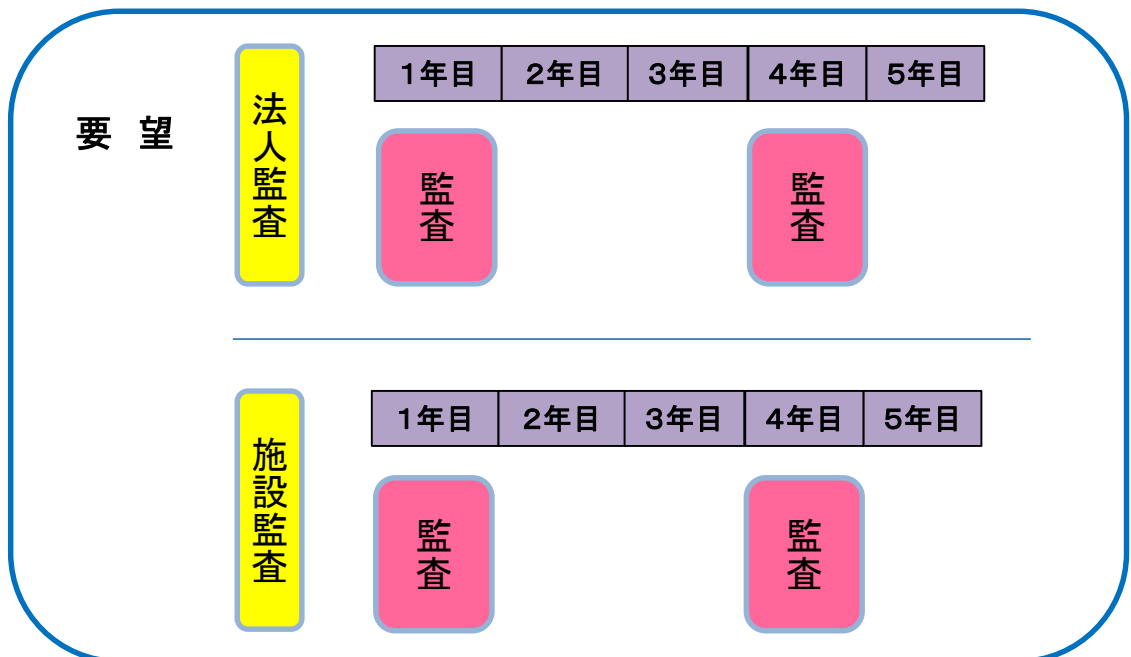 要 望
法人監査
1年目 2年目 3年目 4年目 5年目
監査 監査
施設監査
1年目 2年目 3年目 4年目 5年目
監査 監査